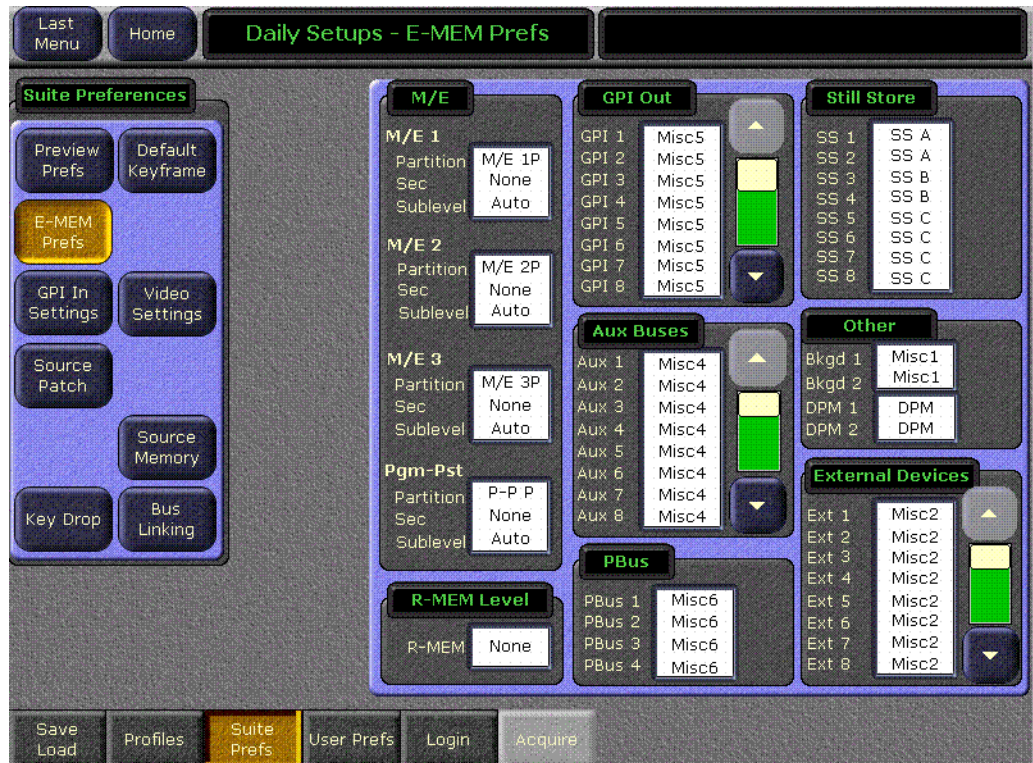 Last Menu
Home
Daily Setups - E-MEM Prefs
Suite Preferences
Preview Prefs
Default Keyframe
E-MEM Prefs
GPI In Settings
Video Settings
Source Patch
Source Memory
Key Drop
Bus Linking
M/E
M/E 1
Partition M/E 1P
Sec None
Sublevel Auto
M/E 2
Partition M/E 2P
Sec None
Sublevel Auto
M/E 3
Partition M/E 3P
Sec None
Sublevel Auto
Pgm-Pst
Partition P-P P
Sec None
Sublevel Auto
R-MEM Level
R-MEM None
GPI Out
GPI 1 Misc5
GPI 2 Misc5
GPI 3 Misc5
GPI 4 Misc5
GPI 5 Misc5
GPI 6 Misc5
GPI 7 Misc5
GPI 8 Misc5
Aux Buses
Aux 1 Misc4
Aux 2 Misc4
Aux 3 Misc4
Aux 4 Misc4
Aux 5 Misc4
Aux 6 Misc4
Aux 7 Misc4
Aux 8 Misc4
PBus
PBus 1 Misc6
PBus 2 Misc6
PBus 3 Misc6
PBus 4 Misc6
Still Store
SS 1 SS A
SS 2 SS A
SS 3 SS B
SS 4 SS B
SS 5 SS C
SS 6 SS C
SS 7 SS C
SS 8 SS C
Other
Bkgd 1 Misc1
Bkgd 2 Misc1
DPM 1 DPM
DPM 2 DPM
External Devices
Ext 1 Misc2
Ext 2 Misc2
Ext 3 Misc2
Ext 4 Misc2
Ext 5 Misc2
Ext 6 Misc2
Ext 7 Misc2
Ext 8 Misc2
Save Load
Profiles
Suite Prefs
User Prefs
Login
Acquire